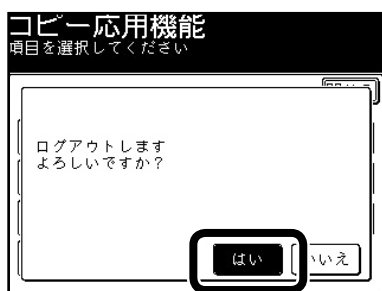 コピー応用機能
項目を選択してください
ログアウトします
よろしいですか？
はい
いいえ